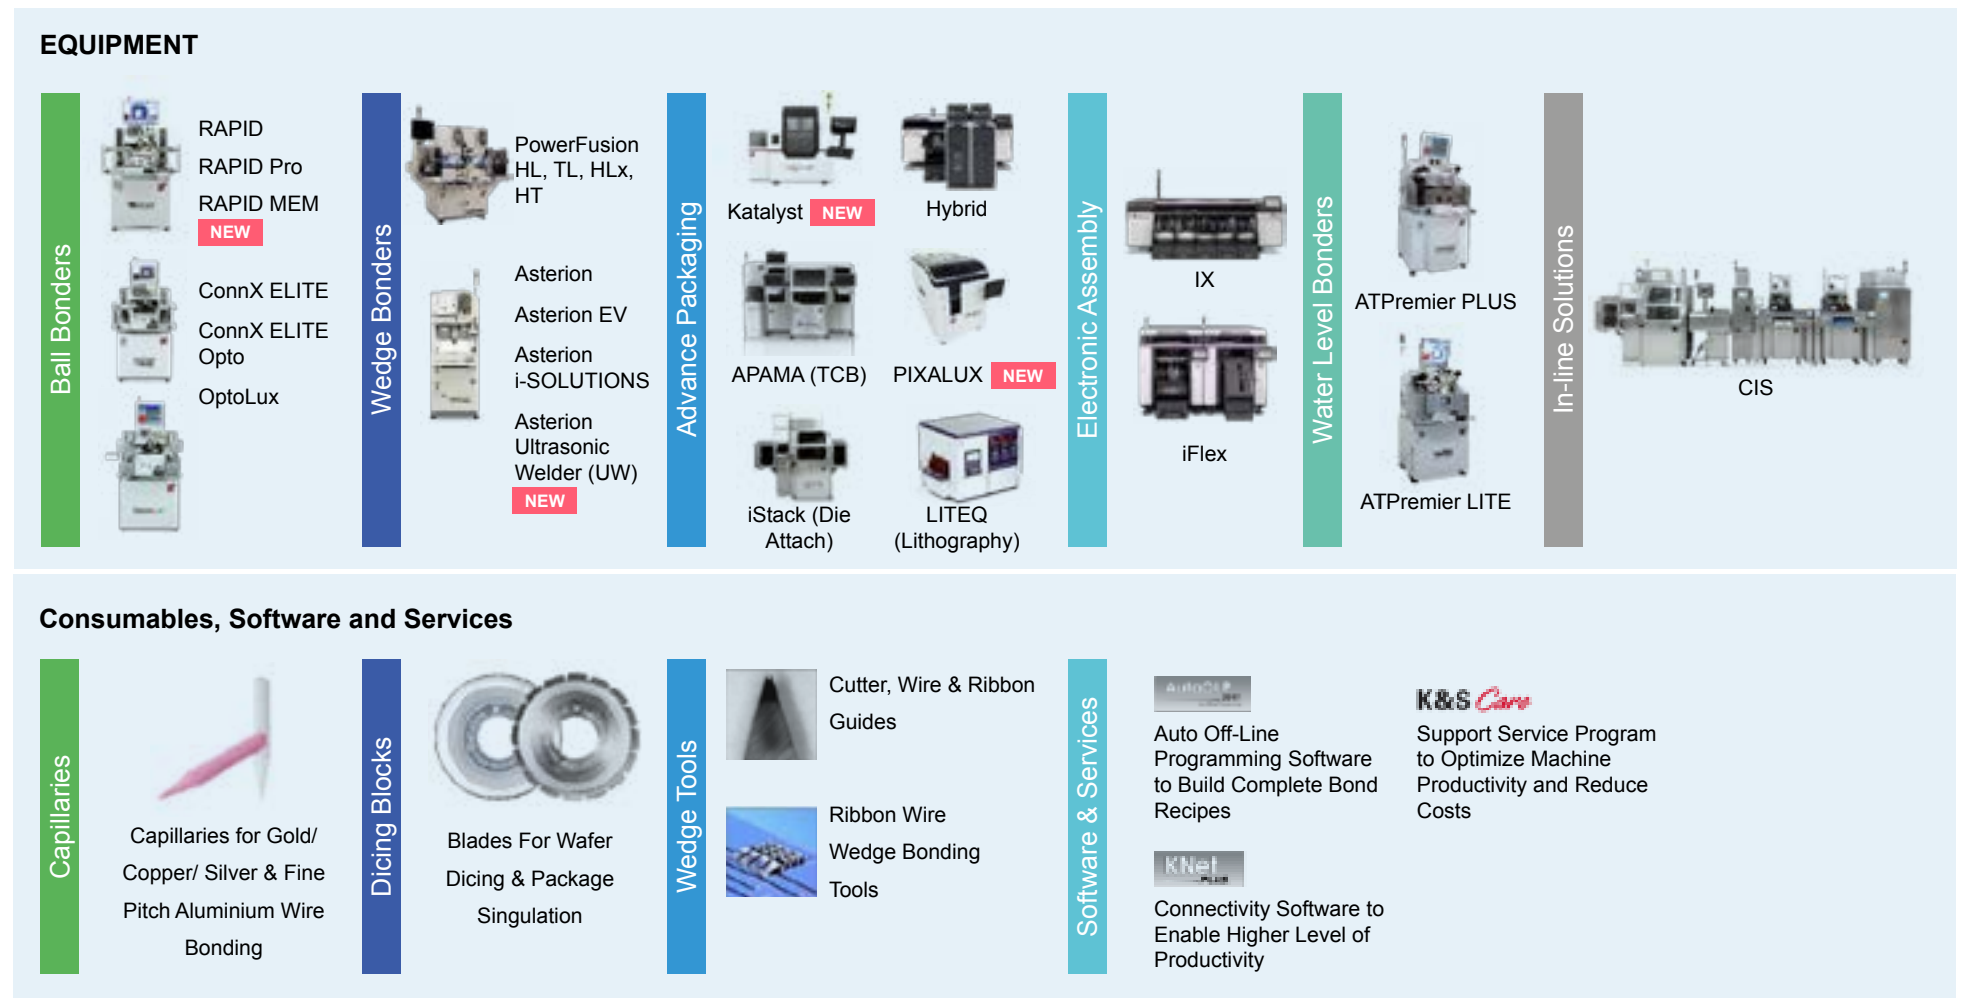 EQUIPMENT
Ball Bonders
RAPID
RAPID Pro
RAPID MEM
NEW
ConnX ELITE
ConnX ELITE
Opto
OptoLux
Wedge Bonders
PowerFusion
HL, TL, HLx,
HT
Asterion
Asterion EV
Asterion
i-SOLUTIONS
Asterion
Ultrasonic
Welder (UW)
NEW
Advance Packaging
Katalyst NEW
Hybrid
APAMA (TCB)
PIXALUX NEW
iStack (Die
Attach)
LITEQ
(Lithography)
Electronic Assembly
IX
iFlex
Water Level Bonders
ATPremier PLUS
ATPremier LITE
In-line Solutions
CIS
Consumables, Software and Services
Capillaries
Capillaries for Gold/
Copper/ Silver & Fine
Pitch Aluminium Wire
Bonding
Dicing Blocks
Blades For Wafer
Dicing & Package
Singulation
Wedge Tools
Cutter, Wire & Ribbon
Guides
Ribbon Wire
Wedge Bonding
Tools
Software & Services
AutoOLP
Auto Off-Line
Programming Software
to Build Complete Bond
Recipes
K&S Care
Support Service Program
to Optimize Machine
Productivity and Reduce
Costs
KNet
PLUS
Connectivity Software to
Enable Higher Level of
Productivity